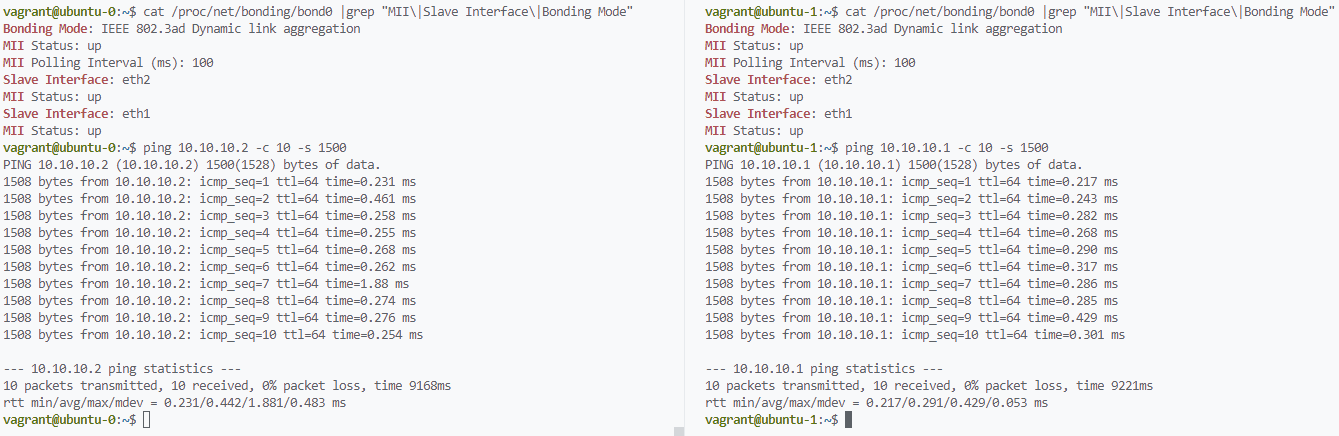 vagrant@ubuntu-0:~$ cat /proc/net/bonding/bond0 |grep "MII\|Slave Interface\|Bonding Mode"
Bonding Mode: IEEE 802.3ad Dynamic link aggregation
MII Status: up
MII Polling Interval (ms): 100
Slave Interface: eth2
MII Status: up
Slave Interface: eth1
MII Status: up
vagrant@ubuntu-0:~$ ping 10.10.10.2 -c 10 -s 1500
PING 10.10.10.2 (10.10.10.2) 1500(1528) bytes of data.
1508 bytes from 10.10.10.2: icmp_seq=1 ttl=64 time=0.231 ms
1508 bytes from 10.10.10.2: icmp_seq=2 ttl=64 time=0.461 ms
1508 bytes from 10.10.10.2: icmp_seq=3 ttl=64 time=0.258 ms
1508 bytes from 10.10.10.2: icmp_seq=4 ttl=64 time=0.255 ms
1508 bytes from 10.10.10.2: icmp_seq=5 ttl=64 time=0.268 ms
1508 bytes from 10.10.10.2: icmp_seq=6 ttl=64 time=0.262 ms
1508 bytes from 10.10.10.2: icmp_seq=7 ttl=64 time=1.88 ms
1508 bytes from 10.10.10.2: icmp_seq=8 ttl=64 time=0.274 ms
1508 bytes from 10.10.10.2: icmp_seq=9 ttl=64 time=0.276 ms
1508 bytes from 10.10.10.2: icmp_seq=10 ttl=64 time=0.254 ms
--- 10.10.10.2 ping statistics ---
10 packets transmitted, 10 received, 0% packet loss, time 9168ms
rtt min/avg/max/mdev = 0.231/0.442/1.881/0.483 ms
vagrant@ubuntu-0:~$
vagrant@ubuntu-1:~$ cat /proc/net/bonding/bond0 |grep "MII\|Slave Interface\|Bonding Mode"
Bonding Mode: IEEE 802.3ad Dynamic link aggregation
MII Status: up
MII Polling Interval (ms): 100
Slave Interface: eth2
MII Status: up
Slave Interface: eth1
MII Status: up
vagrant@ubuntu-1:~$ ping 10.10.10.1 -c 10 -s 1500
PING 10.10.10.1 (10.10.10.1) 1500(1528) bytes of data.
1508 bytes from 10.10.10.1: icmp_seq=1 ttl=64 time=0.217 ms
1508 bytes from 10.10.10.1: icmp_seq=2 ttl=64 time=0.243 ms
1508 bytes from 10.10.10.1: icmp_seq=3 ttl=64 time=0.282 ms
1508 bytes from 10.10.10.1: icmp_seq=4 ttl=64 time=0.268 ms
1508 bytes from 10.10.10.1: icmp_seq=5 ttl=64 time=0.290 ms
1508 bytes from 10.10.10.1: icmp_seq=6 ttl=64 time=0.317 ms
1508 bytes from 10.10.10.1: icmp_seq=7 ttl=64 time=0.286 ms
1508 bytes from 10.10.10.1: icmp_seq=8 ttl=64 time=0.285 ms
1508 bytes from 10.10.10.1: icmp_seq=9 ttl=64 time=0.429 ms
1508 bytes from 10.10.10.1: icmp_seq=10 ttl=64 time=0.301 ms
--- 10.10.10.1 ping statistics ---
10 packets transmitted, 10 received, 0% packet loss, time 9221ms
rtt min/avg/max/mdev = 0.217/0.291/0.429/0.053 ms
vagrant@ubuntu-1:~$